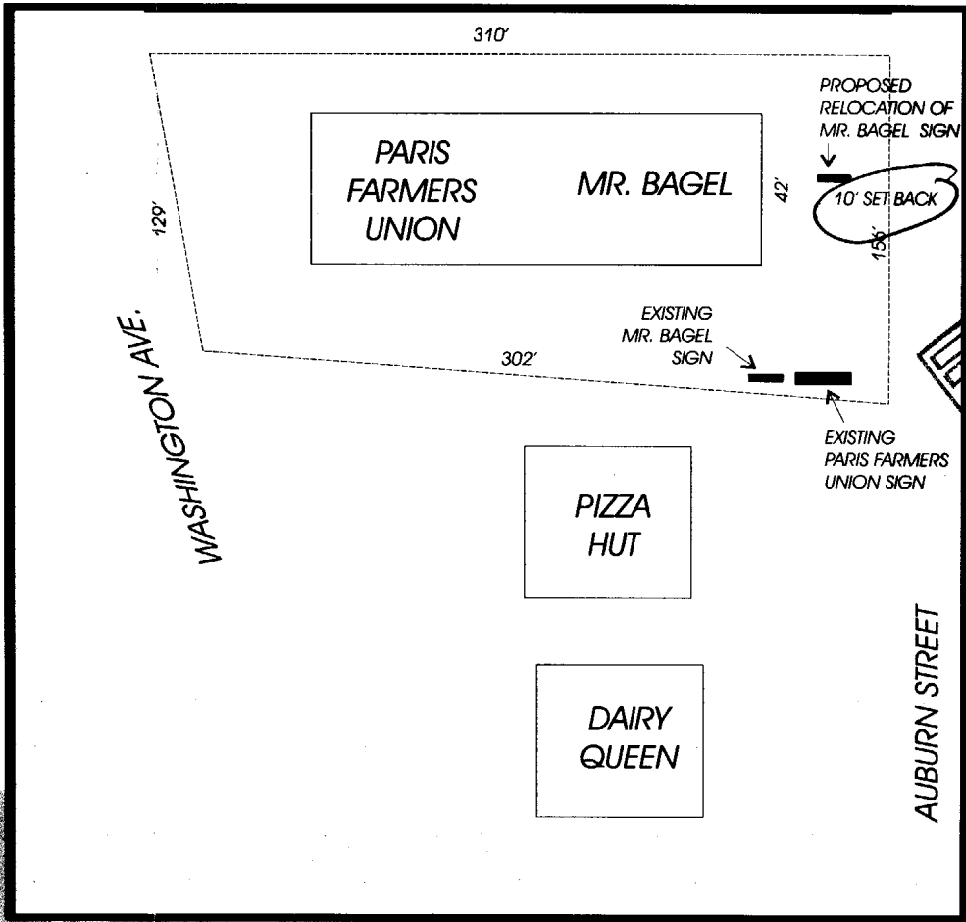 310'
PROPOSED
RELOCATION OF
MR. BAGEL SIGN
PARIS
FARMERS
UNION
MR. BAGEL
42'
10' SET BACK
129'
156'
EXISTING
MR. BAGEL
SIGN
302'
WASHINGTON AVE.
EXISTING
PARIS FARMERS
UNION SIGN
PIZZA
HUT
DAIRY
QUEEN
AUBURN STREET